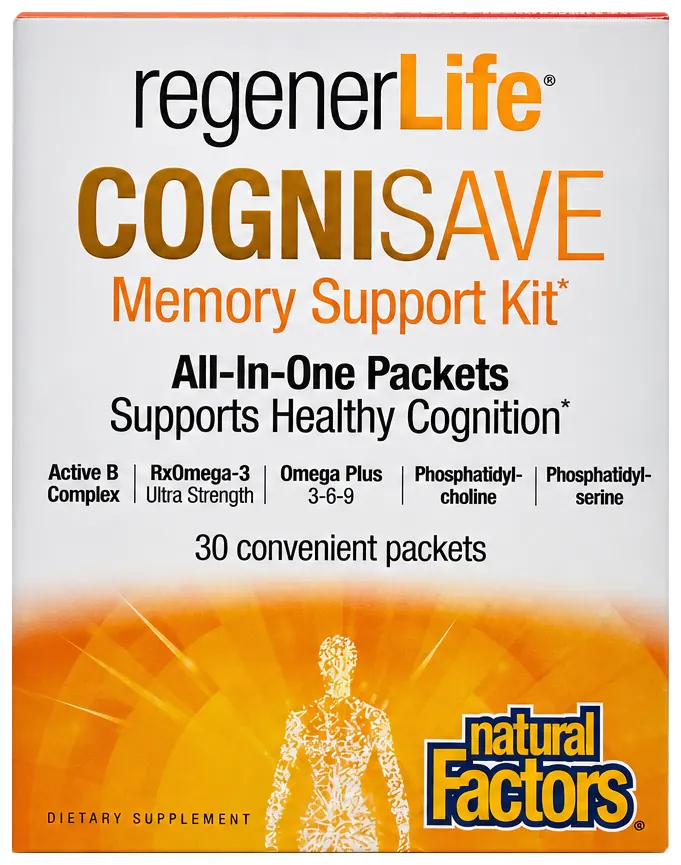 regenerLife®
COGNISAVE
Memory Support Kit*
All-In-One Packets
Supports Healthy Cognition*
Active B
Complex
RxOmega-3
Ultra Strength
Omega Plus
3-6-9
Phosphatidyl-
choline
Phosphatidyl-
serine
30 convenient packets
natural
Factors®
DIETARY SUPPLEMENT